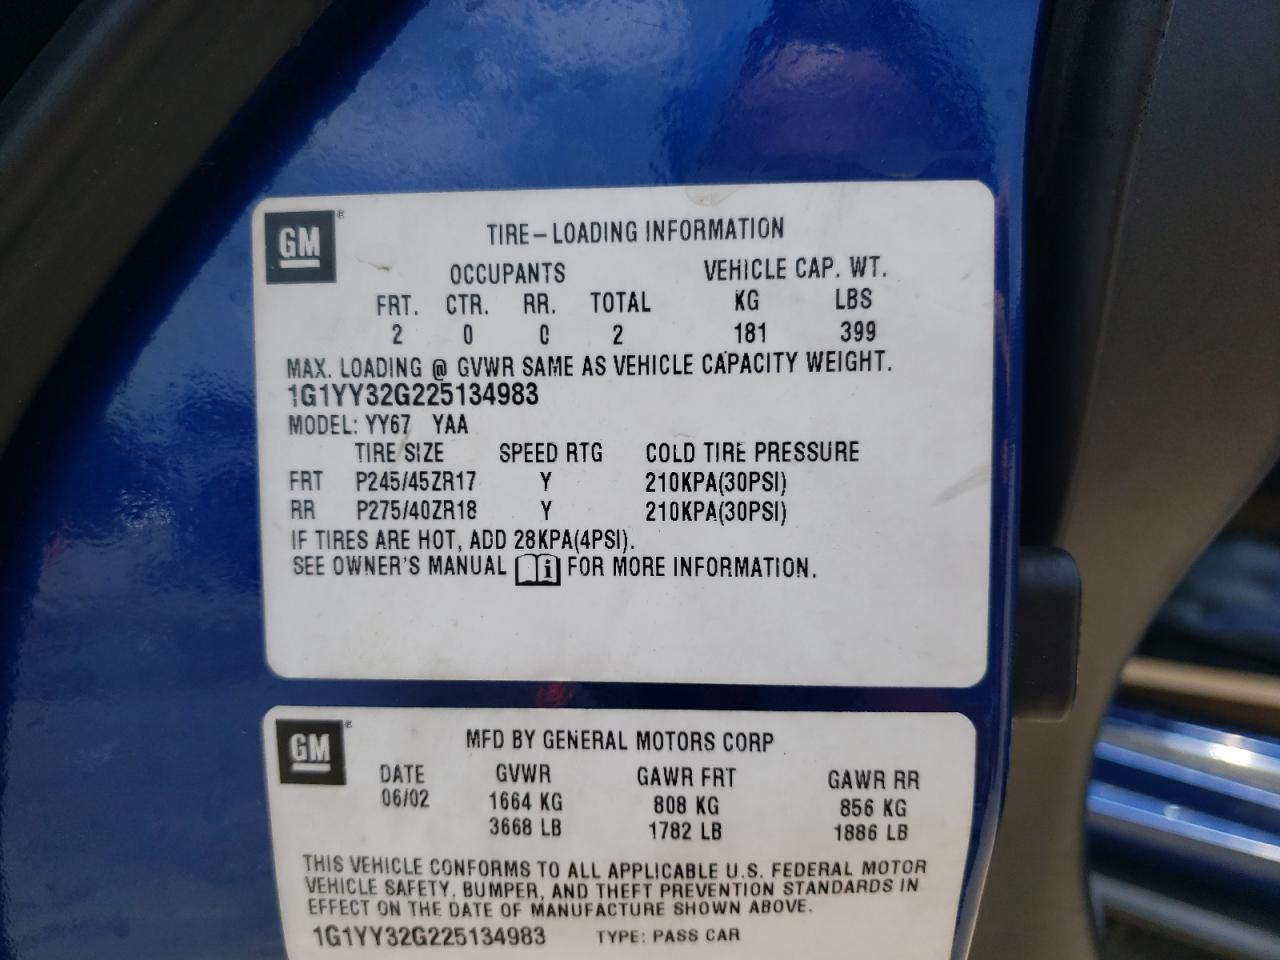 GM ® TIRE-LOADING INFORMATION
OCCUPANTS VEHICLE CAP. WT.
FRT. CTR. RR. TOTAL KG LBS
2 0 0 2 181 399
MAX. LOADING @ GVWR SAME AS VEHICLE CAPACITY WEIGHT.
1G1YY32G225134983
MODEL: YY67 YAA
TIRE SIZE SPEED RTG COLD TIRE PRESSURE
FRT P245/45ZR17 Y 210KPA(30PSI)
RR P275/40ZR18 Y 210KPA(30PSI)
IF TIRES ARE HOT, ADD 28KPA(4PSI).
SEE OWNER'S MANUAL i FOR MORE INFORMATION.
GM ® MFD BY GENERAL MOTORS CORP
DATE GVWR GAWR FRT GAWR RR
06/02 1664 KG 808 KG 856 KG
3668 LB 1782 LB 1886 LB
THIS VEHICLE CONFORMS TO ALL APPLICABLE U.S. FEDERAL MOTOR
VEHICLE SAFETY, BUMPER, AND THEFT PREVENTION STANDARDS IN
EFFECT ON THE DATE OF MANUFACTURE SHOWN ABOVE.
1G1YY32G225134983 TYPE: PASS CAR